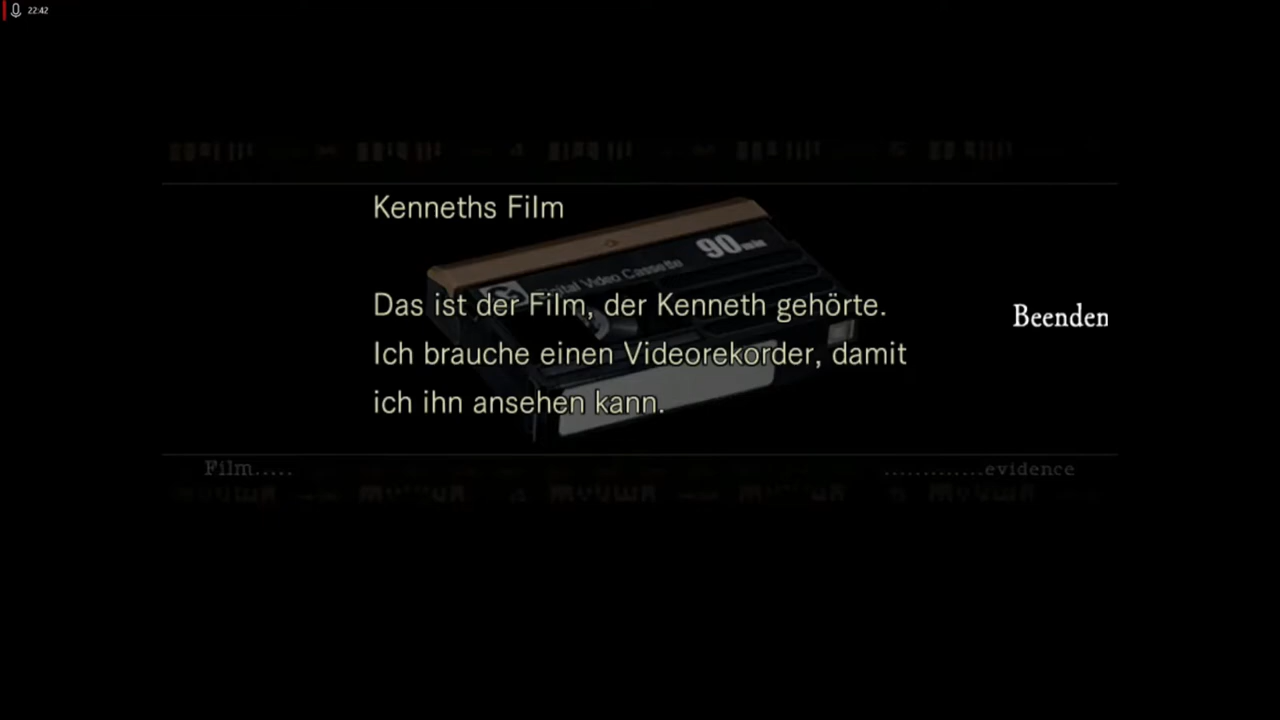 22:42
Kenneths Film
90min
Digital Video Cassette
Das ist der Film, der Kenneth gehörte.
Ich brauche einen Videorekorder, damit
ich ihn ansehen kann.
Beenden
Film.....
.............evidence